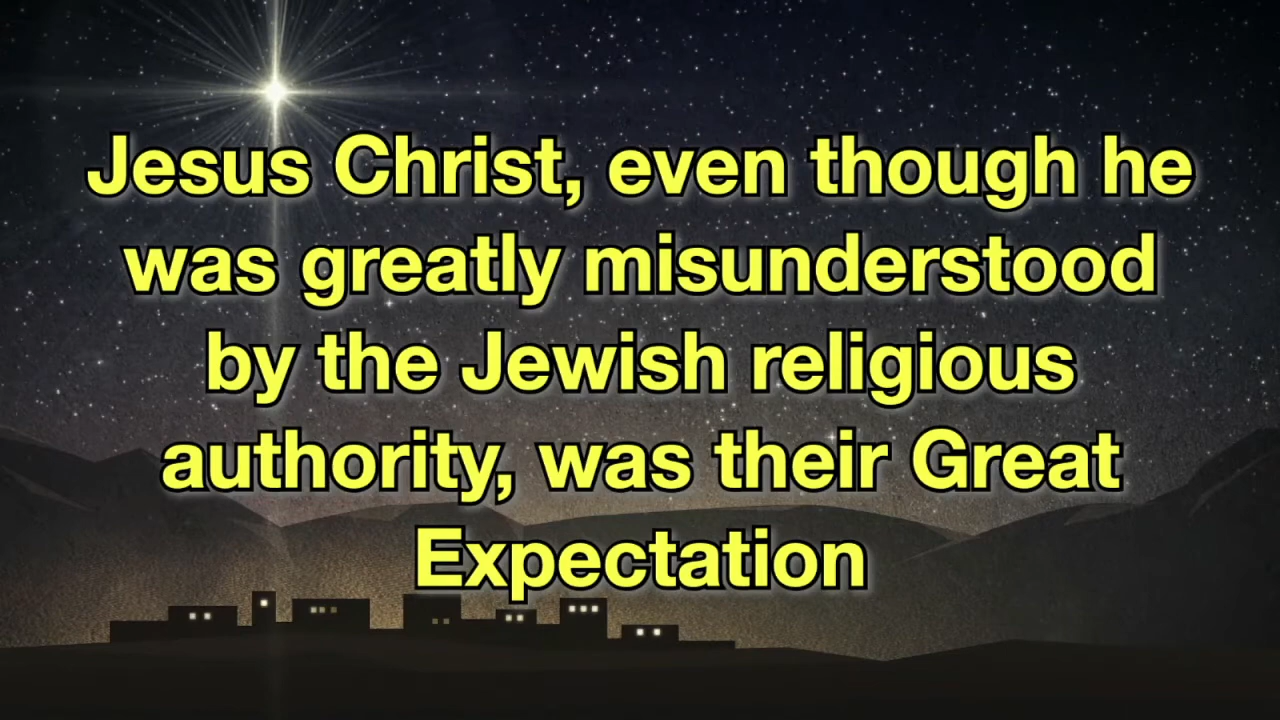 Jesus Christ, even though he
was greatly misunderstood
by the Jewish religious
authority, was their Great
Expectation